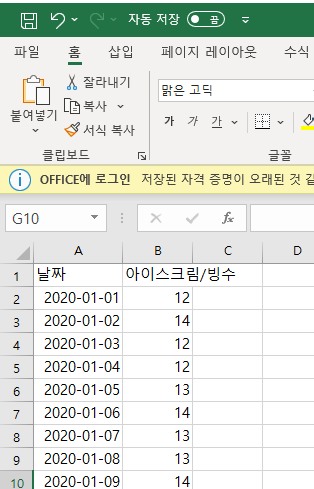 자동 저장 끔
파일 홈 삽입 페이지 레이아웃 수식
붙여넣기 잘라내기 맑은 고딕
복사
서식 복사 가 가 가
클립보드 글꼴
OFFICE에 로그인 저장된 자격 증명이 오래된 것 같
G10 fx
A B C D
1 날짜 아이스크림/빙수
2 2020-01-01 12
3 2020-01-02 14
4 2020-01-03 12
5 2020-01-04 12
6 2020-01-05 13
7 2020-01-06 14
8 2020-01-07 13
9 2020-01-08 13
10 2020-01-09 14